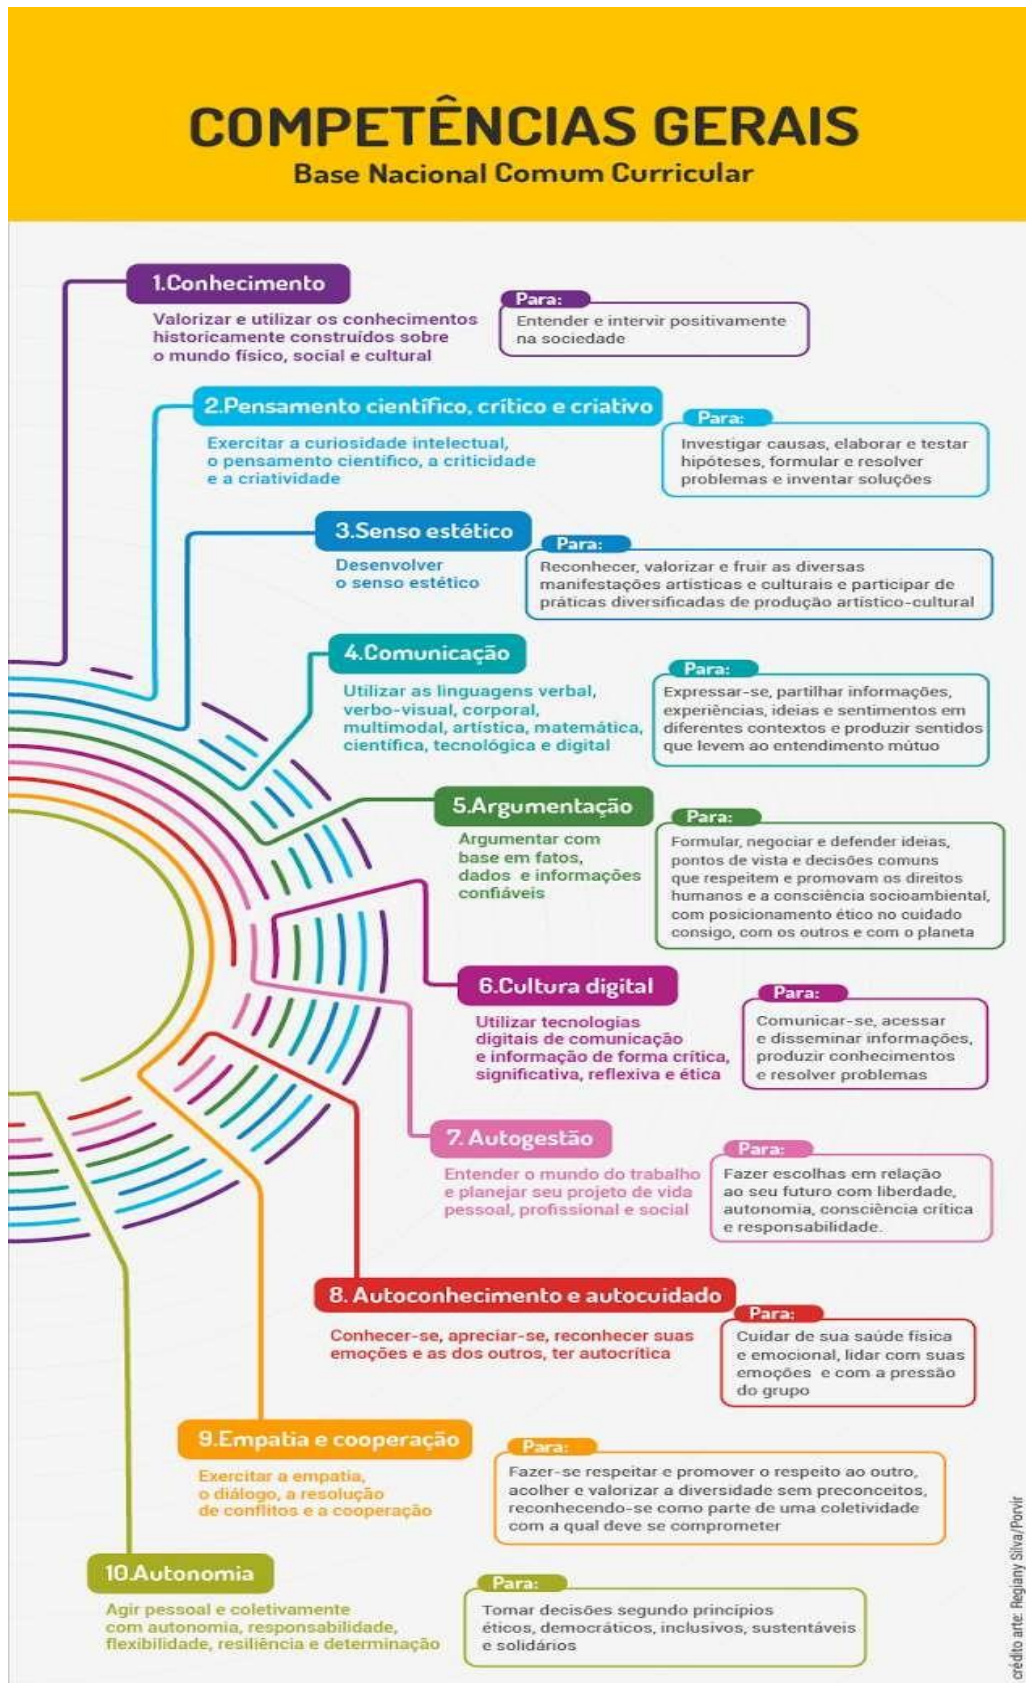 COMPETÊNCIAS GERAIS
Base Nacional Comum Curricular
1.Conhecimento
Valorizar e utilizar os conhecimentos
historicamente construídos sobre
o mundo físico, social e cultural
Para:
Entender e intervir positivamente
na sociedade
2.Pensamento científico, crítico e criativo
Exercitar a curiosidade intelectual,
o pensamento científico, a criticidade
e a criatividade
Para:
Investigar causas, elaborar e testar
hipóteses, formular e resolver
problemas e inventar soluções
3.Senso estético
Desenvolver
o senso estético
Para:
Reconhecer, valorizar e fruir as diversas
manifestações artísticas e culturais e participar de
práticas diversificadas de produção artístico-cultural
4.Comunicação
Utilizar as linguagens verbal,
verbo-visual, corporal,
multimodal, artística, matemática,
científica, tecnológica e digital
Para:
Expressar-se, partilhar informações,
experiências, ideias e sentimentos em
diferentes contextos e produzir sentidos
que levem ao entendimento mútuo
5.Argumentação
Argumentar com
base em fatos,
dados e informações
confiáveis
Para:
Formular, negociar e defender ideias,
pontos de vista e decisões comuns
que respeitem e promovam os direitos
humanos e a consciência socioambiental,
com posicionamento ético no cuidado
consigo, com os outros e com o planeta
6.Cultura digital
Utilizar tecnologias
digitais de comunicação
e informação de forma crítica,
significativa, reflexiva e ética
Para:
Comunicar-se, acessar
e disseminar informações,
produzir conhecimentos
e resolver problemas
7. Autogestão
Entender o mundo do trabalho
e planejar seu projeto de vida
pessoal, profissional e social
Para:
Fazer escolhas em relação
ao seu futuro com liberdade,
autonomia, consciência crítica
e responsabilidade.
8. Autoconhecimento e autocuidado
Conhecer-se, apreciar-se, reconhecer suas
emoções e as dos outros, ter autocrítica
Para:
Cuidar de sua saúde física
e emocional, lidar com suas
emoções e com a pressão
do grupo
9.Empatia e cooperação
Exercitar a empatia,
o diálogo, a resolução
de conflitos e a cooperação
Para:
Fazer-se respeitar e promover o respeito ao outro,
acolher e valorizar a diversidade sem preconceitos,
reconhecendo-se como parte de uma coletividade
com a qual deve se comprometer
10.Autonomia
Agir pessoal e coletivamente
com autonomia, responsabilidade,
flexibilidade, resiliência e determinação
Para:
Tomar decisões segundo princípios
éticos, democráticos, inclusivos, sustentáveis
e solidários
crédito arte: Regiany Silva/Porvir